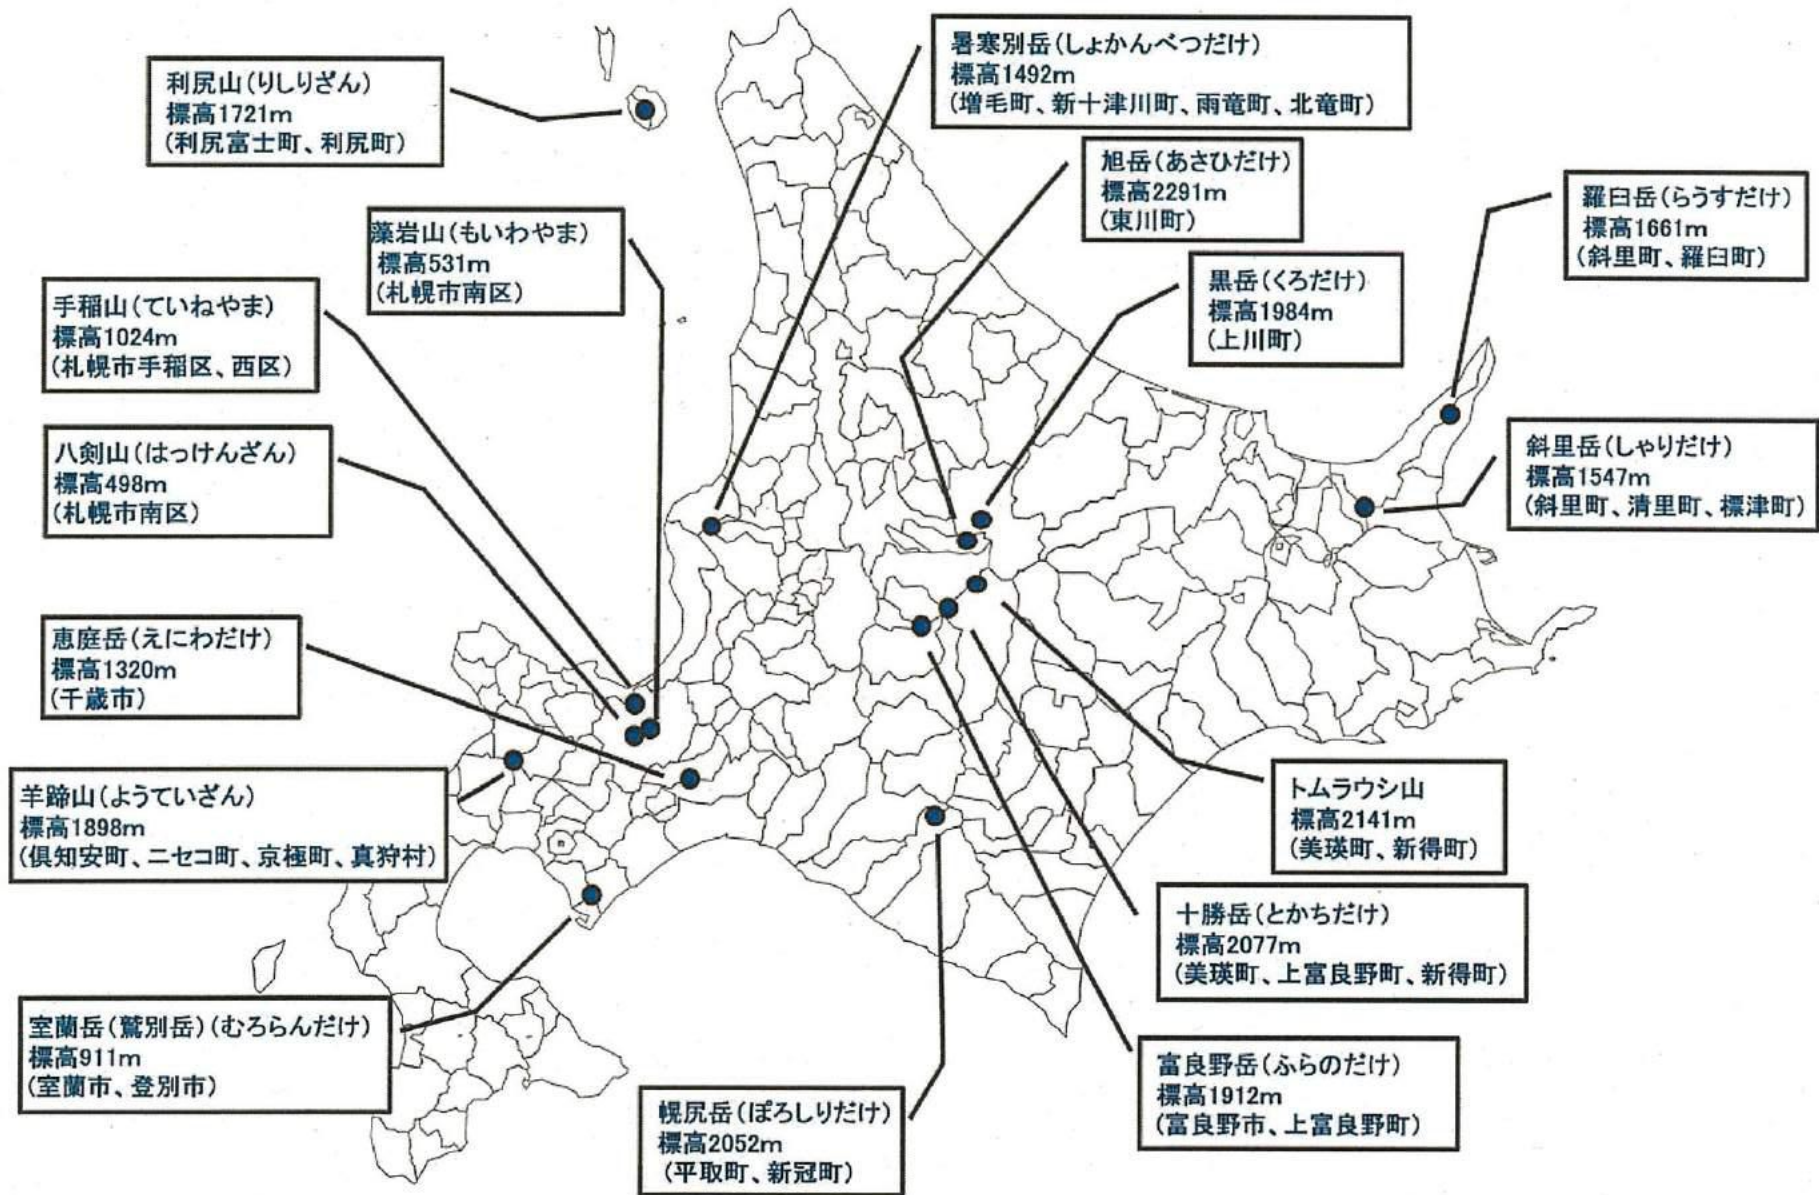 利尻山(りしりざん)
標高1721m
(利尻富士町、利尻町)
暑寒別岳(しょかんべつだけ)
標高1492m
(増毛町、新十津川町、雨竜町、北竜町)
旭岳(あさひだけ)
標高2291m
(東川町)
羅臼岳(らうすだけ)
標高1661m
(斜里町、羅臼町)
藻岩山(もいわやま)
標高531m
(札幌市南区)
黒岳(くろだけ)
標高1984m
(上川町)
手稲山(ていねやま)
標高1024m
(札幌市手稲区、西区)
八剣山(はっけんざん)
標高498m
(札幌市南区)
斜里岳(しゃりだけ)
標高1547m
(斜里町、清里町、標津町)
恵庭岳(えにわだけ)
標高1320m
(千歳市)
羊蹄山(ようていざん)
標高1898m
(倶知安町、ニセコ町、京極町、真狩村)
トムラウシ山
標高2141m
(美瑛町、新得町)
十勝岳(とかちだけ)
標高2077m
(美瑛町、上富良野町、新得町)
室蘭岳(鷲別岳)(むろらんだけ)
標高911m
(室蘭市、登別市)
富良野岳(ふらのだけ)
標高1912m
(富良野市、上富良野町)
幌尻岳(ぽろしりだけ)
標高2052m
(平取町、新冠町)